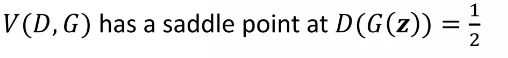 V(D, G) has a saddle point at D(G(z)) = 1/2